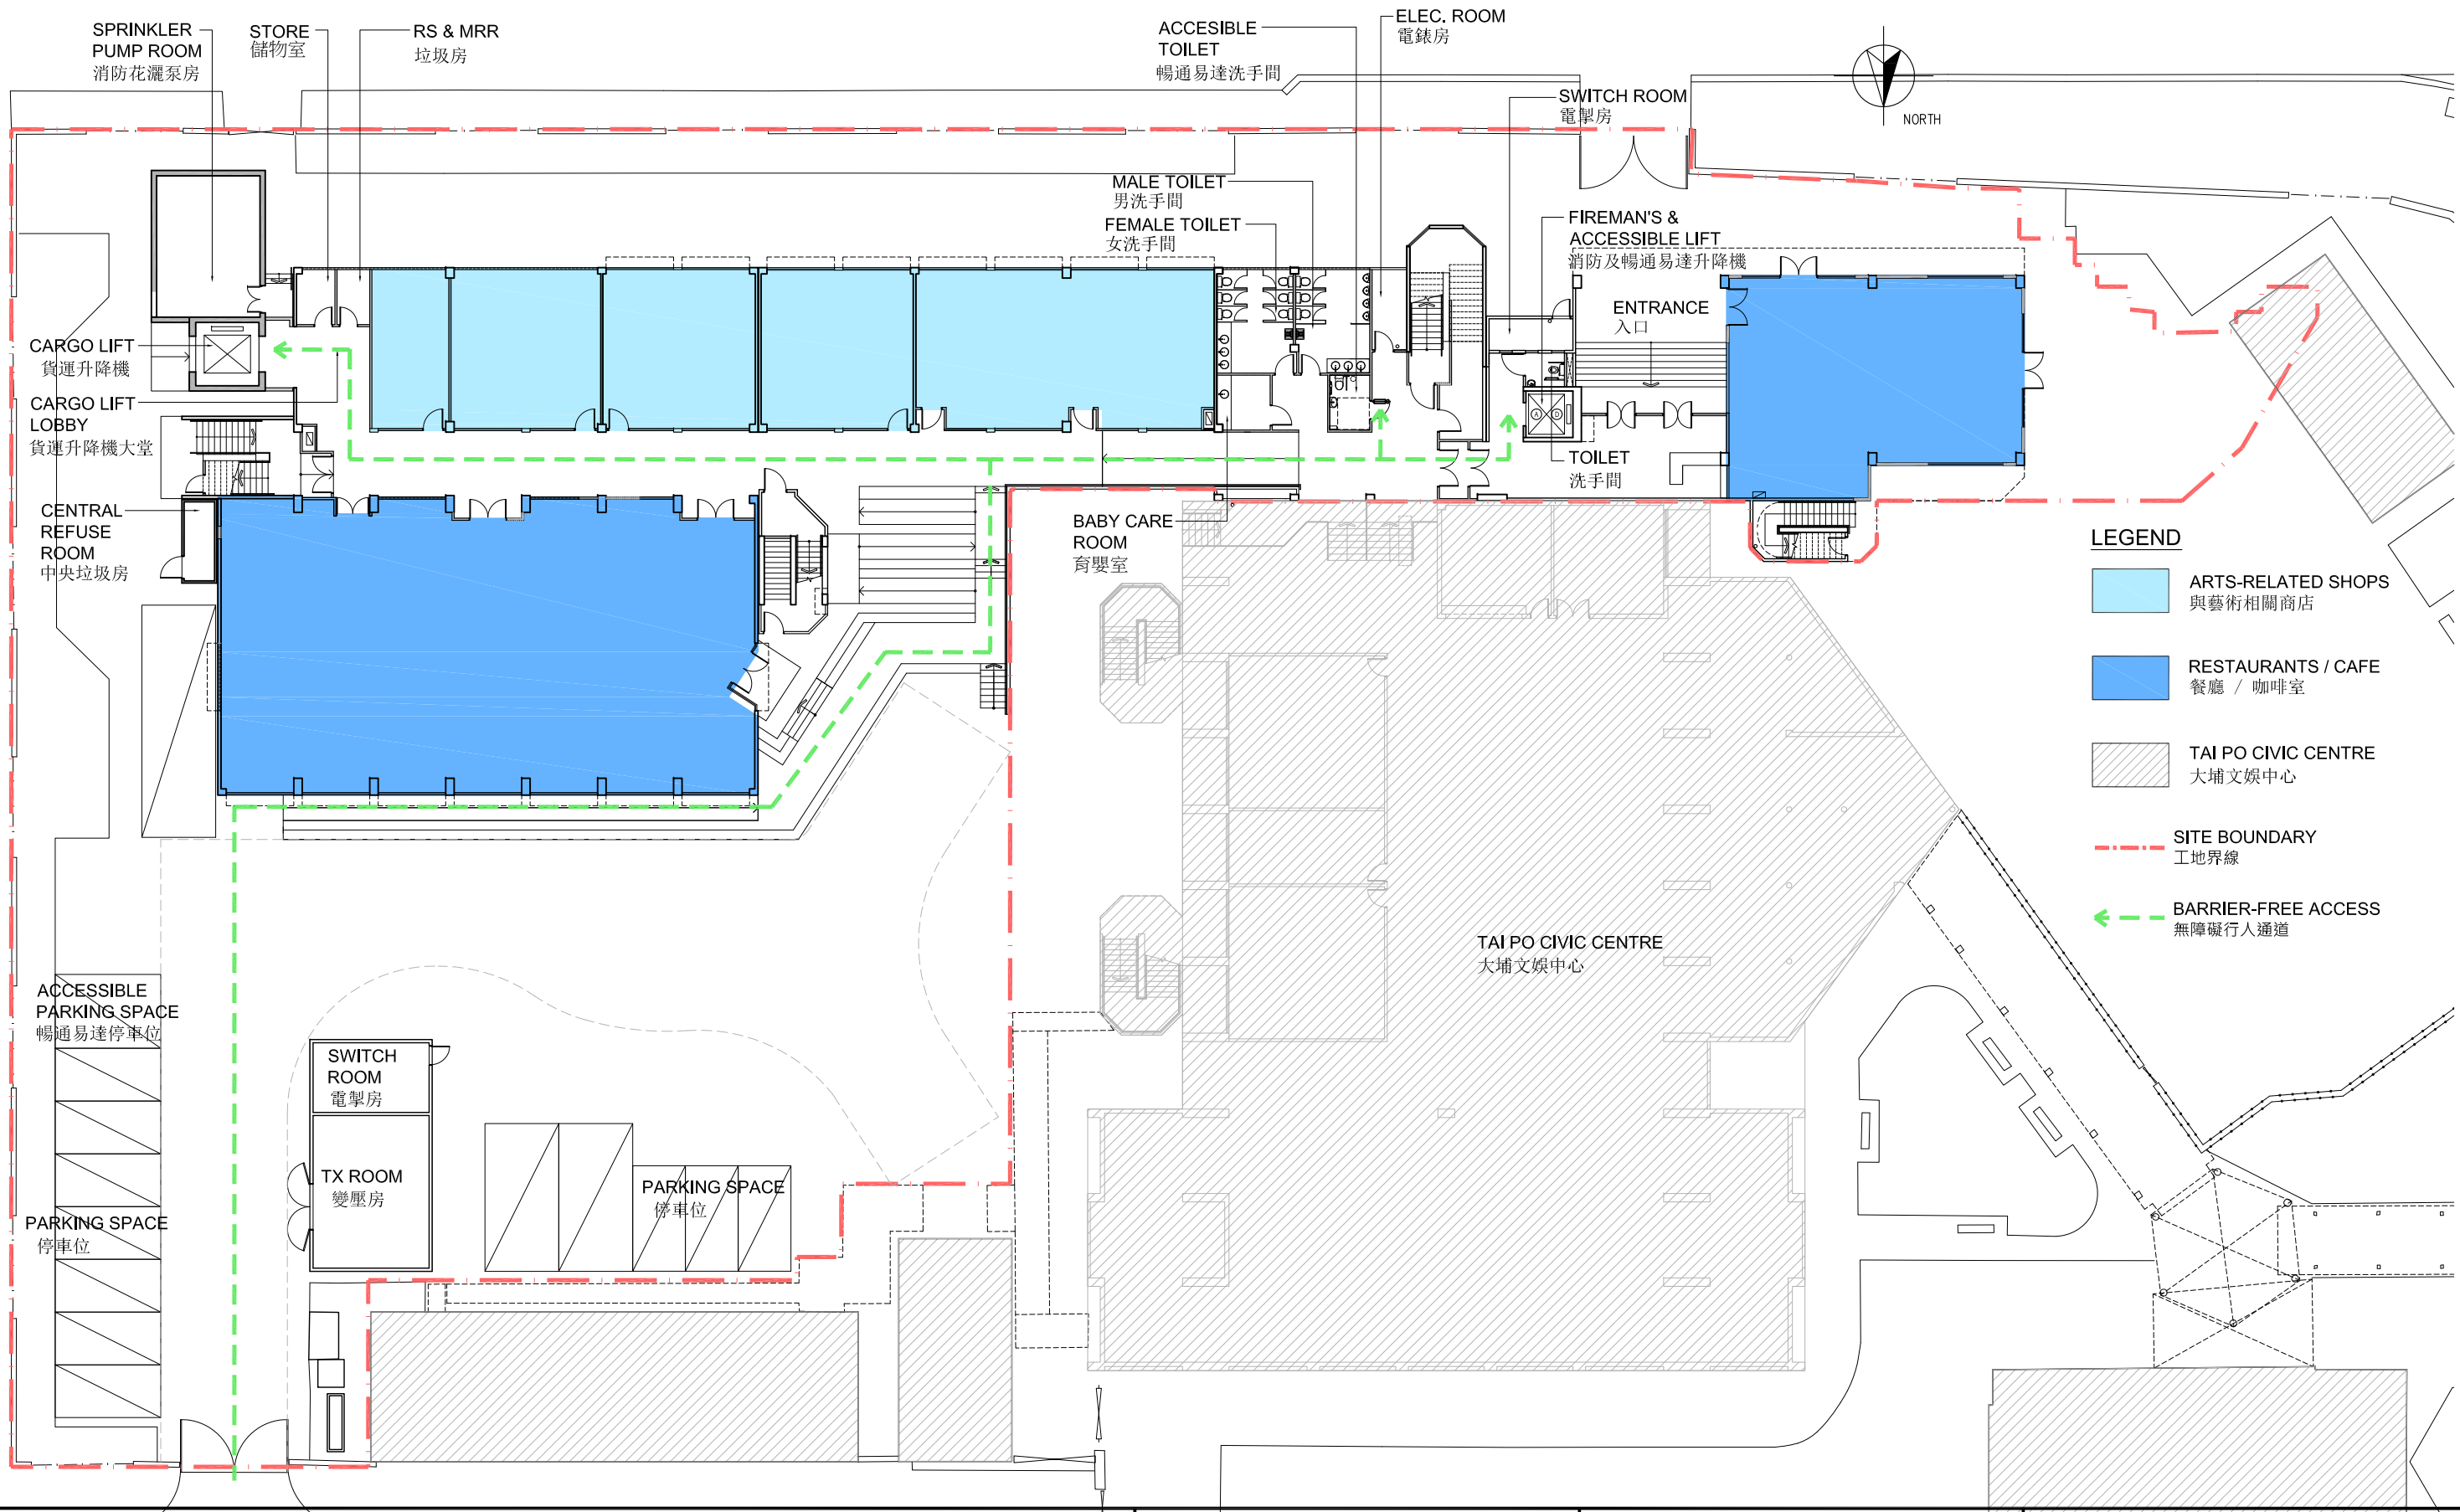 SPRINKLER
PUMP ROOM
消防花灑泵房
STORE
儲物室
RS & MRR
垃圾房
ACCESIBLE
TOILET
暢通易達洗手間
ELEC. ROOM
電錶房
SWITCH ROOM
電掣房
NORTH
MALE TOILET
男洗手間
FEMALE TOILET
女洗手間
FIREMAN'S &
ACCESSIBLE LIFT
消防及暢通易達升降機
ENTRANCE
入口
CARGO LIFT
貨運升降機
CARGO LIFT
LOBBY
貨運升降機大堂
A D
TOILET
洗手間
CENTRAL
REFUSE
ROOM
中央垃圾房
BABY CARE
ROOM
育嬰室
LEGEND
ARTS-RELATED SHOPS
與藝術相關商店
RESTAURANTS / CAFE
餐廳 / 咖啡室
TAI PO CIVIC CENTRE
大埔文娛中心
SITE BOUNDARY
工地界線
BARRIER-FREE ACCESS
無障礙行人通道
TAI PO CIVIC CENTRE
大埔文娛中心
ACCESSIBLE
PARKING SPACE
暢通易達停車位
SWITCH
ROOM
電掣房
TX ROOM
變壓房
PARKING SPACE
停車位
PARKING SPACE
停車位